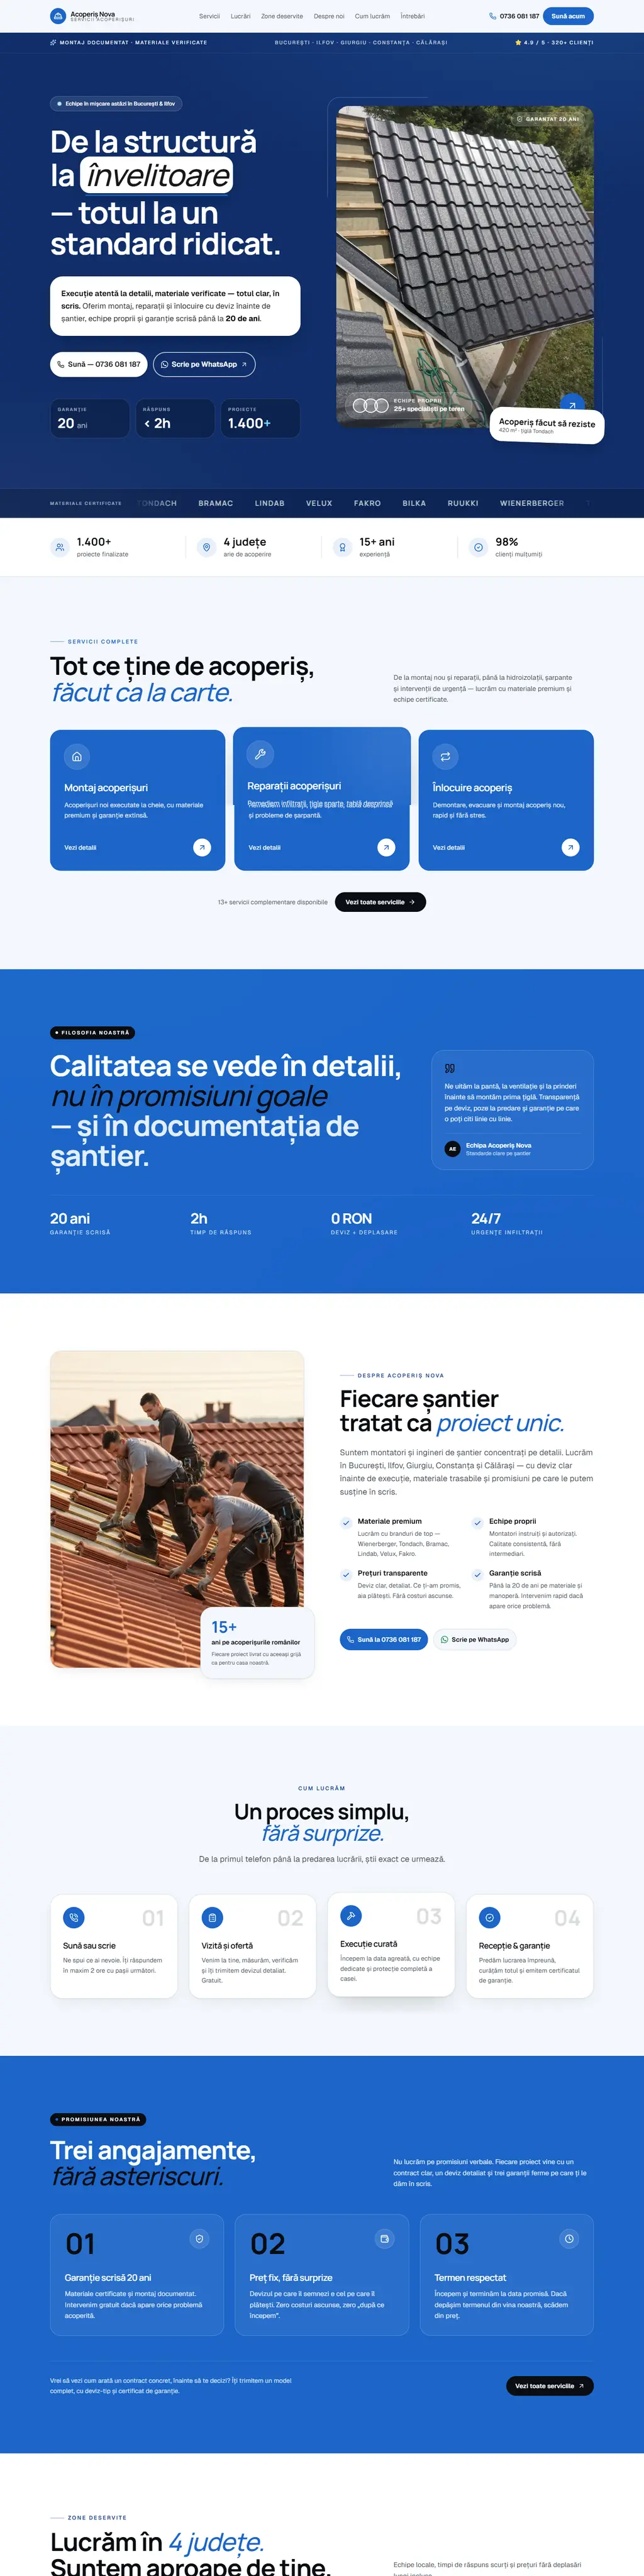 Acoperiș Nova
SERVICII ACOPERIȘURI
Servicii
Lucrări
Zone deservite
Despre noi
Cum lucrăm
Întrebări
0736 081 187
Sună acum
MONTAJ DOCUMENTAT · MATERIALE VERIFICATE
BUCUREȘTI · ILFOV · GIURGIU · CONSTANȚA · CĂLĂRAȘI
4.9 / 5 · 320+ CLIENȚI
Echipe în mișcare astăzi în București & Ilfov
De la structură
la învelitoare
— totul la un
standard ridicat.
Execuție atentă la detalii, materiale verificate — totul clar, în
scris. Oferim montaj, reparații și înlocuire cu deviz înainte de
șantier, echipe proprii și garanție scrisă până la 20 de ani.
Sună — 0736 081 187
Scrie pe WhatsApp
GARANȚIE
20 ani
RĂSPUNS
< 2h
PROIECTE
1.400+
GARANTAT 20 ANI
ECHIPE PROPRII
25+ specialiști pe teren
Acoperiș făcut să reziste
420 m² · țiglă Tondach
MATERIALE CERTIFICATE
TONDACH
BRAMAC
LINDAB
VELUX
FAKRO
BILKA
RUUKKI
WIENERBERGER
1.400+
proiecte finalizate
4 județe
arie de acoperire
15+ ani
experiență
98%
clienți mulțumiți
SERVICII COMPLETE
Tot ce ține de acoperiș,
făcut ca la carte.
De la montaj nou și reparații, până la hidroizolații, șarpante
și intervenții de urgență — lucrăm cu materiale premium și
echipe certificate.
Montaj acoperișuri
Acoperișuri noi executate la cheie, cu materiale
premium și garanție extinsă.
Vezi detalii
Reparații acoperișuri
Remediem infiltrații, țigle sparte, tablă desprinsă
și probleme de șarpantă.
Vezi detalii
Înlocuire acoperiș
Demontare, evacuare și montaj acoperiș nou,
rapid și fără stres.
Vezi detalii
13+ servicii complementare disponibile
Vezi toate serviciile
FILOSOFIA NOASTRĂ
Calitatea se vede în detalii,
nu în promisiuni goale
— și în documentația de
șantier.
Ne uităm la pantă, la ventilație și la prinderi
înainte să montăm prima țiglă. Transparență
pe deviz, poze la predare și garanție pe care
o poți citi linie cu linie.
AE
Echipa Acoperiș Nova
Standarde clare pe șantier
20 ani
GARANȚIE SCRISĂ
2h
TIMP DE RĂSPUNS
0 RON
DEVIZ + DEPLASARE
24/7
URGENȚE INFILTRAȚII
15+
ani pe acoperișurile românilor
Fiecare proiect livrat cu aceeași grijă
ca pentru casa noastră.
DESPRE ACOPERIȘ NOVA
Fiecare șantier
tratat ca proiect unic.
Suntem montatori și ingineri de șantier concentrați pe detalii. Lucrăm
în București, Ilfov, Giurgiu, Constanța și Călărași — cu deviz clar
înainte de execuție, materiale trasabile și promisiuni pe care le putem
susține în scris.
Materiale premium
Lucrăm cu branduri de top —
Wienerberger, Tondach, Bramac,
Lindab, Velux, Fakro.
Echipe proprii
Montatori instruiți și autorizați.
Calitate consistentă, fără
intermediari.
Prețuri transparente
Deviz clar, detaliat. Ce ți-am promis,
aia plătești. Fără costuri ascunse.
Garanție scrisă
Până la 20 de ani pe materiale și
manoperă. Intervenim rapid dacă
apare orice problemă.
Sună la 0736 081 187
Scrie pe WhatsApp
CUM LUCRĂM
Un proces simplu,
fără surprize.
De la primul telefon până la predarea lucrării, știi exact ce urmează.
01
Sună sau scrie
Ne spui ce ai nevoie. Îți răspundem
în maxim 2 ore cu pașii următori.
02
Vizită și ofertă
Venim la tine, măsurăm, verificăm
și îți trimitem devizul detaliat.
Gratuit.
03
Execuție curată
Începem la data agreată, cu echipe
dedicate și protecție completă a
casei.
04
Recepție & garanție
Predăm lucrarea împreună,
curățăm totul și emitem certificatul
de garanție.
PROMISIUNEA NOASTRĂ
Trei angajamente,
fără asteriscuri.
Nu lucrăm pe promisiuni verbale. Fiecare proiect vine cu un
contract clar, un deviz detaliat și trei garanții ferme pe care ți le
dăm în scris.
01
Garanție scrisă 20 ani
Materiale certificate și montaj documentat.
Intervenim gratuit dacă apare orice problemă
acoperită.
02
Preț fix, fără surprize
Devizul pe care îl semnezi e cel pe care îl
plătești. Zero costuri ascunse, zero „după ce
începem”.
03
Termen respectat
Începem și terminăm la data promisă. Dacă
depășim termenul din vina noastră, scădem
din preț.
Vrei să vezi cum arată un contract concret, înainte să te decizi? Îți trimitem un model
complet, cu deviz-tip și certificat de garanție.
Vezi toate serviciile
ZONE DESERVITE
Lucrăm în 4 județe.
Suntem aproape de tine.
Echipe locale, timpi de răspuns scurți și prețuri fără deplasări